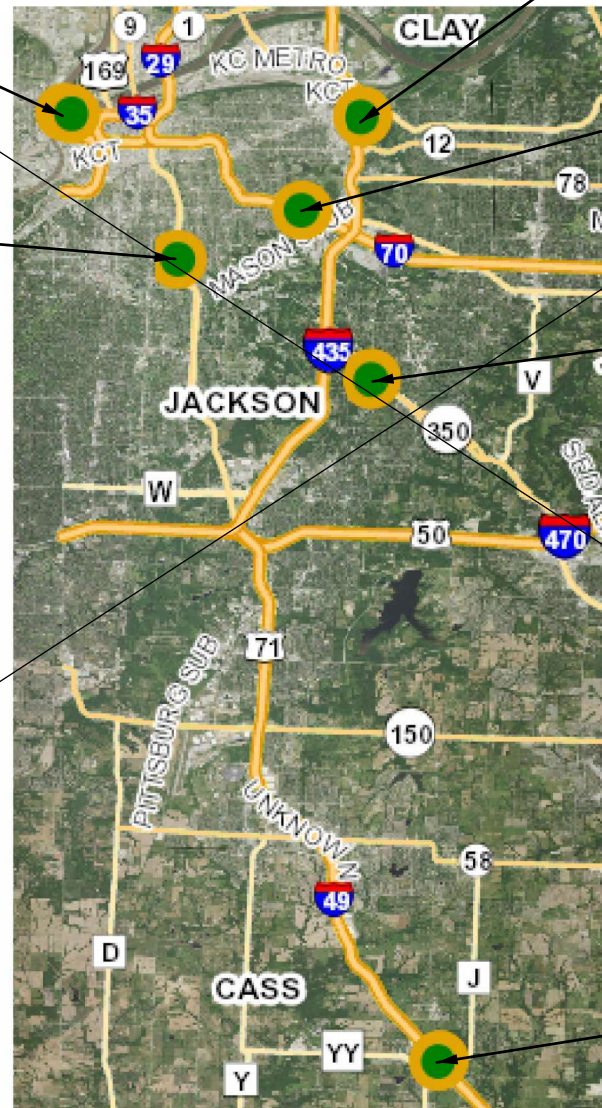 9
1
CLAY
29
169
KC METRO
KCT
35
12
KCT
78
MASON SUB
70
435
V
JACKSON
350
W
50
470
71
PITTSBURG SUB
150
UNKNOWN
58
49
D
J
CASS
YY
Y